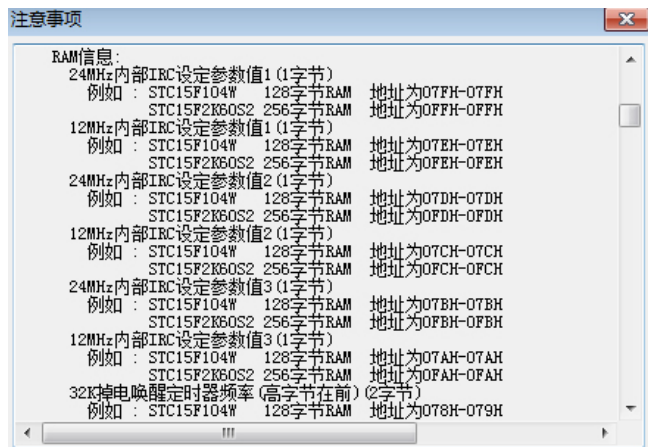 注意事项
RAM信息:
24MHz内部IRC设定参数值1(1字节)
例如 : STC15F104W 128字节RAM 地址为07FH-07FH
STC15F2K60S2 256字节RAM 地址为0FFH-0FFH
12MHz内部IRC设定参数值1(1字节)
例如 : STC15F104W 128字节RAM 地址为07EH-07EH
STC15F2K60S2 256字节RAM 地址为0FEH-0FEH
24MHz内部IRC设定参数值2(1字节)
例如 : STC15F104W 128字节RAM 地址为07DH-07DH
STC15F2K60S2 256字节RAM 地址为0FDH-0FDH
12MHz内部IRC设定参数值2(1字节)
例如 : STC15F104W 128字节RAM 地址为07CH-07CH
STC15F2K60S2 256字节RAM 地址为0FCH-0FCH
24MHz内部IRC设定参数值3(1字节)
例如 : STC15F104W 128字节RAM 地址为07BH-07BH
STC15F2K60S2 256字节RAM 地址为0FBH-0FBH
12MHz内部IRC设定参数值3(1字节)
例如 : STC15F104W 128字节RAM 地址为07AH-07AH
STC15F2K60S2 256字节RAM 地址为0FAH-0FAH
32K掉电唤醒定时器频率(高字节在前)(2字节)
例如 : STC15F104W 128字节RAM 地址为078H-079H